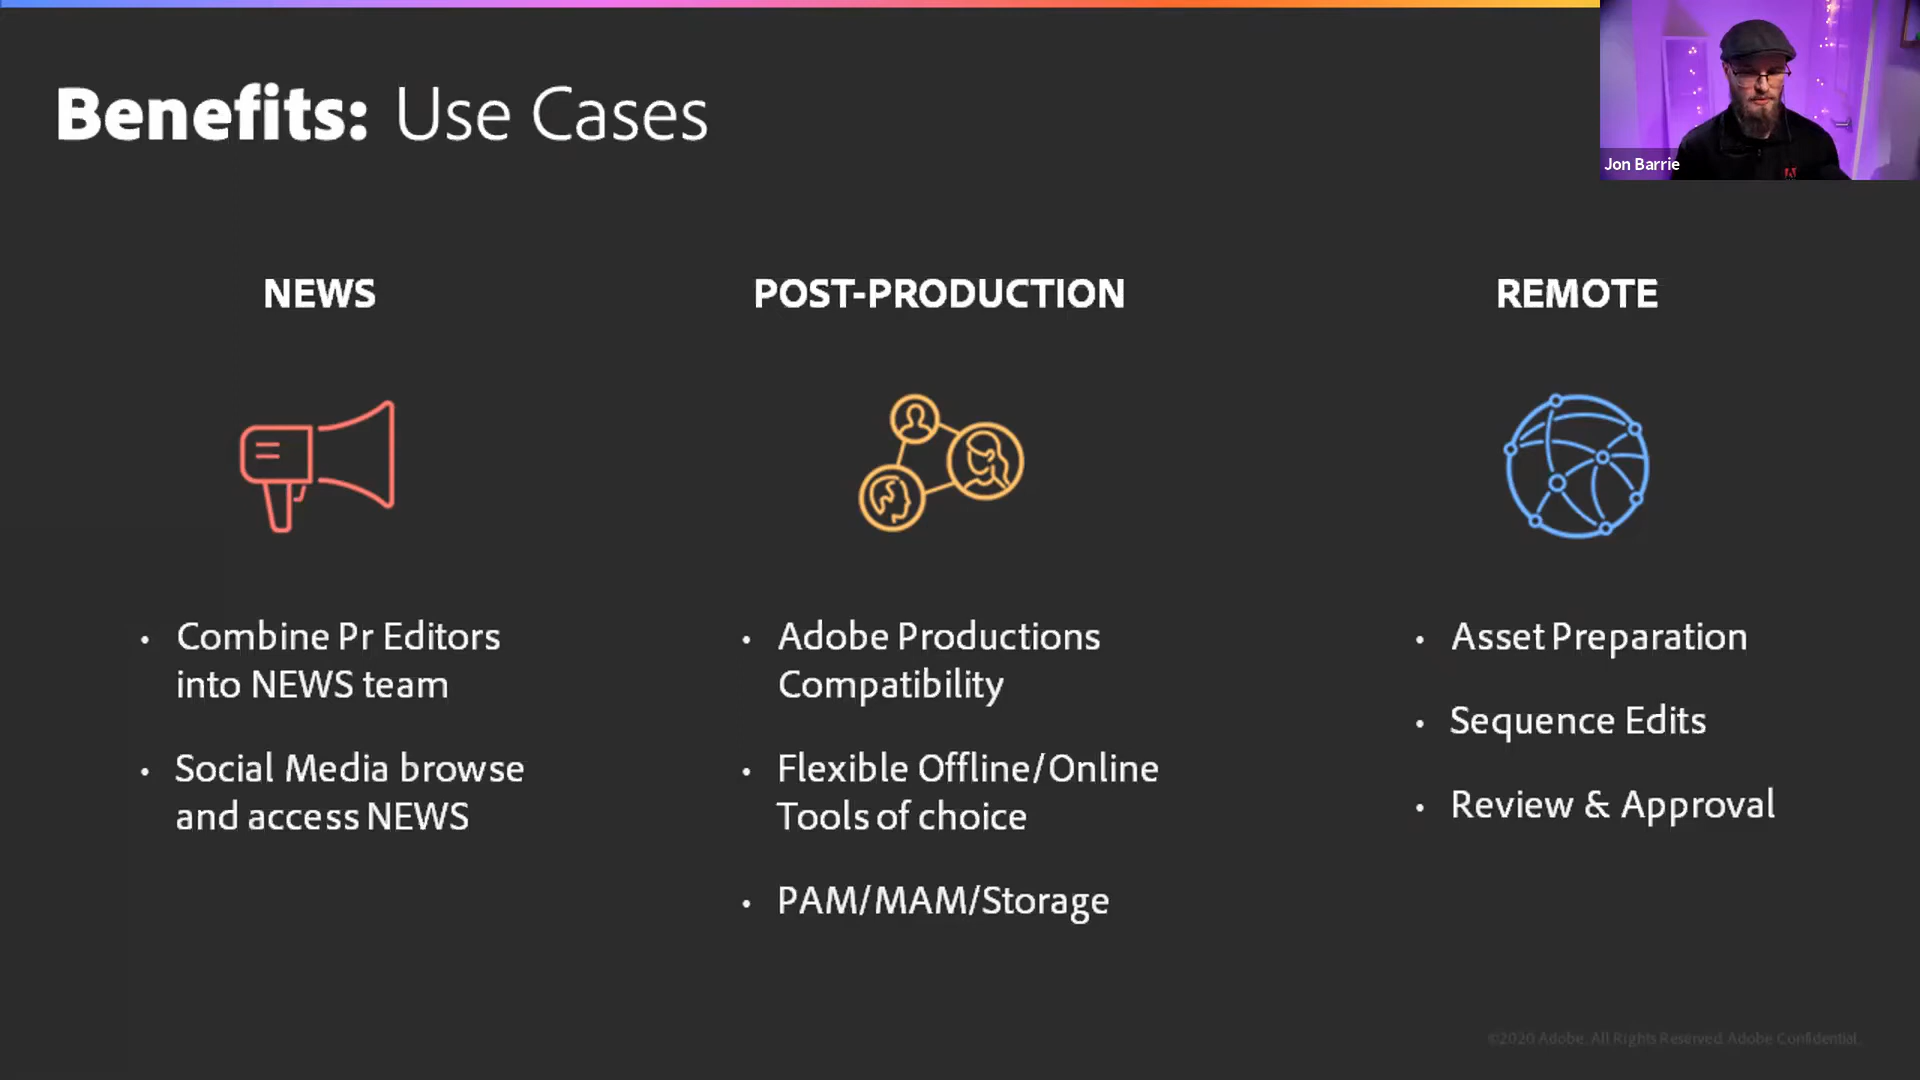 Benefits: Use Cases
Jon Barrie
NEWS
• Combine Pr Editors
into NEWS team
• Social Media browse
and access NEWS
POST-PRODUCTION
• Adobe Productions
Compatibility
• Flexible Offline/Online
Tools of choice
• PAM/MAM/Storage
REMOTE
• Asset Preparation
• Sequence Edits
• Review & Approval
©2020 Adobe. All Rights Reserved. Adobe Confidential.